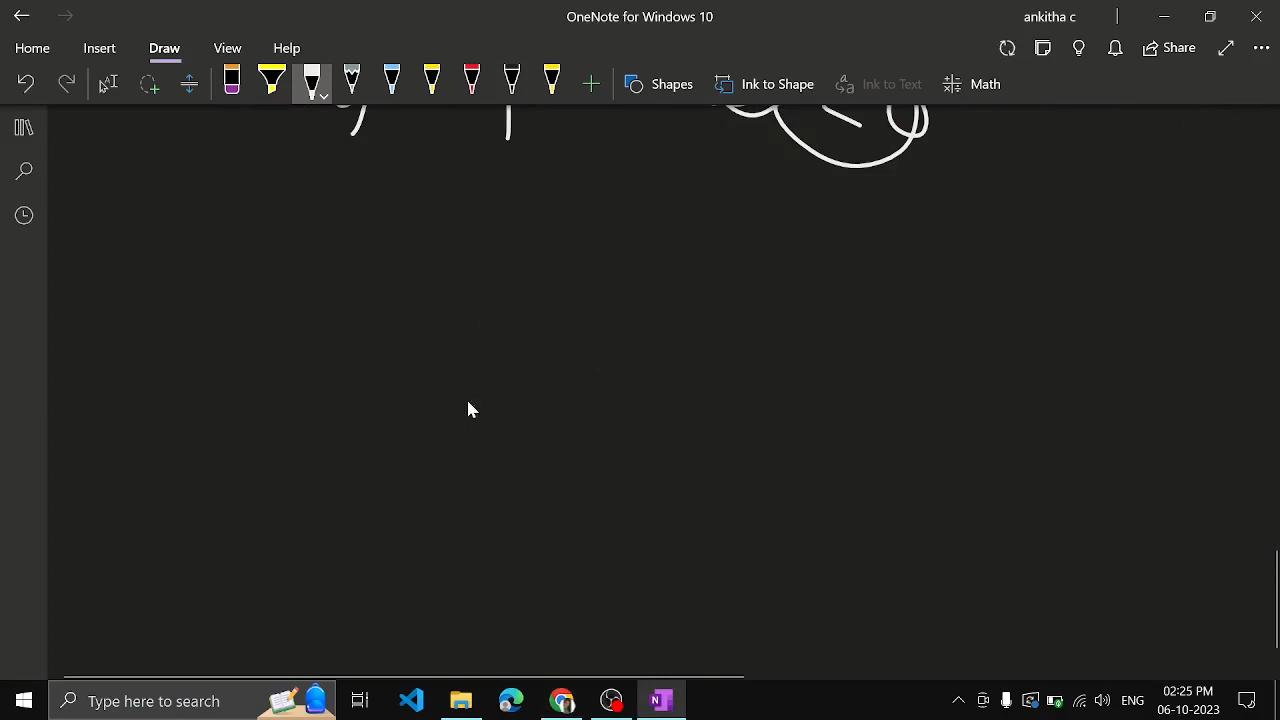 OneNote for Windows 10
ankitha c
Home Insert Draw View Help
Share
Shapes Ink to Shape Ink to Text Math
Type here to search
ENG
02:25 PM
06-10-2023